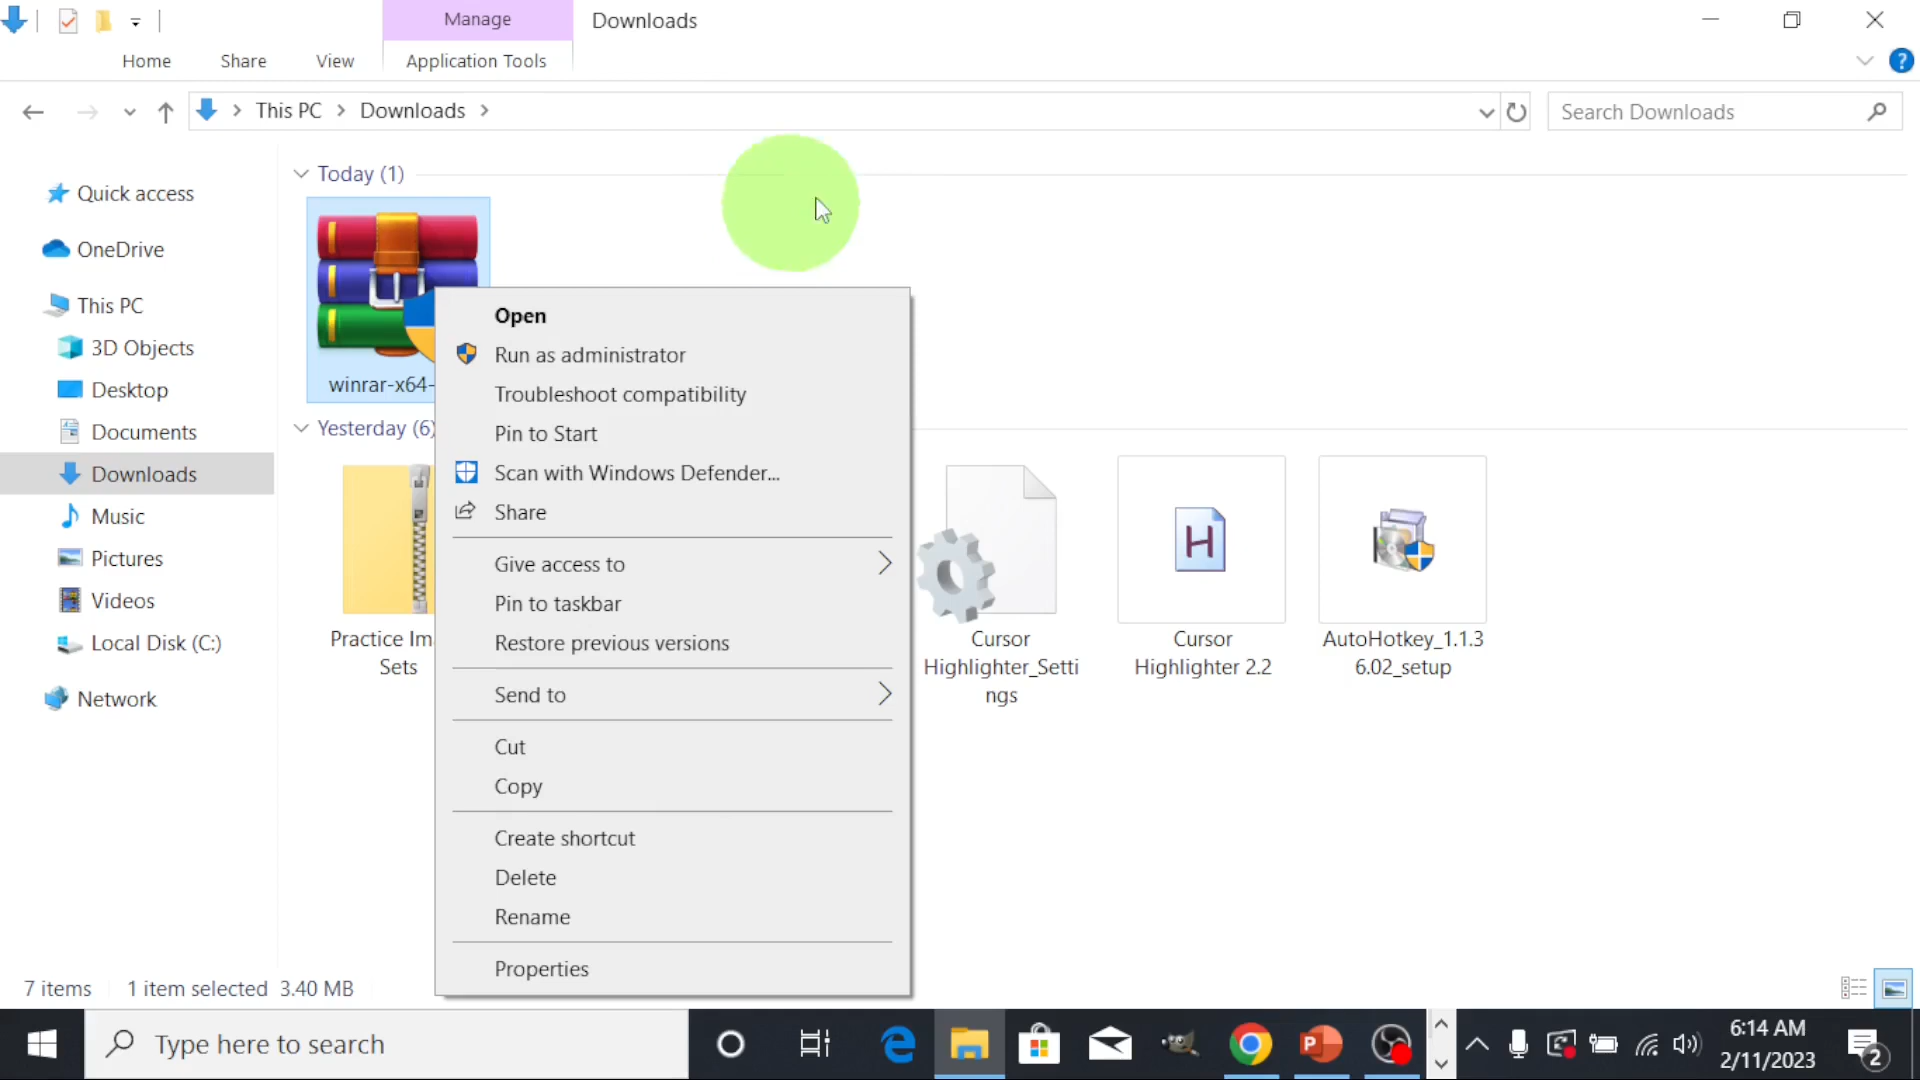 Manage
Downloads
Home
Share
View
Application Tools
?
This PC
Downloads
Search Downloads
Quick access
OneDrive
This PC
3D Objects
Desktop
Documents
Downloads
Music
Pictures
Videos
Local Disk (C:)
Network
Today (1)
winrar-x64-
Yesterday (6)
Practice Im
Sets
Open
Run as administrator
Troubleshoot compatibility
Pin to Start
Scan with Windows Defender...
Share
Give access to
Pin to taskbar
Restore previous versions
Send to
Cut
Copy
Create shortcut
Delete
Rename
Properties
Cursor
Highlighter_Setti
ngs
H
Cursor
Highlighter 2.2
AutoHotkey_1.1.3
6.02_setup
7 items
1 item selected 3.40 MB
Type here to search
P
6:14 AM
2/11/2023
2